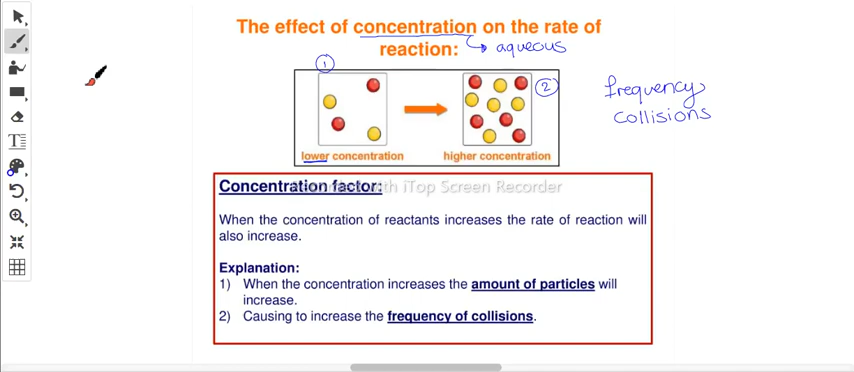 The effect of concentration on the rate of
reaction:
aqueous
1
2
lower concentration
higher concentration
frequency
collisions
Concentration factor:
Recorded with iTop Screen Recorder
When the concentration of reactants increases the rate of reaction will
also increase.
Explanation:
1) When the concentration increases the amount of particles will
increase.
2) Causing to increase the frequency of collisions.